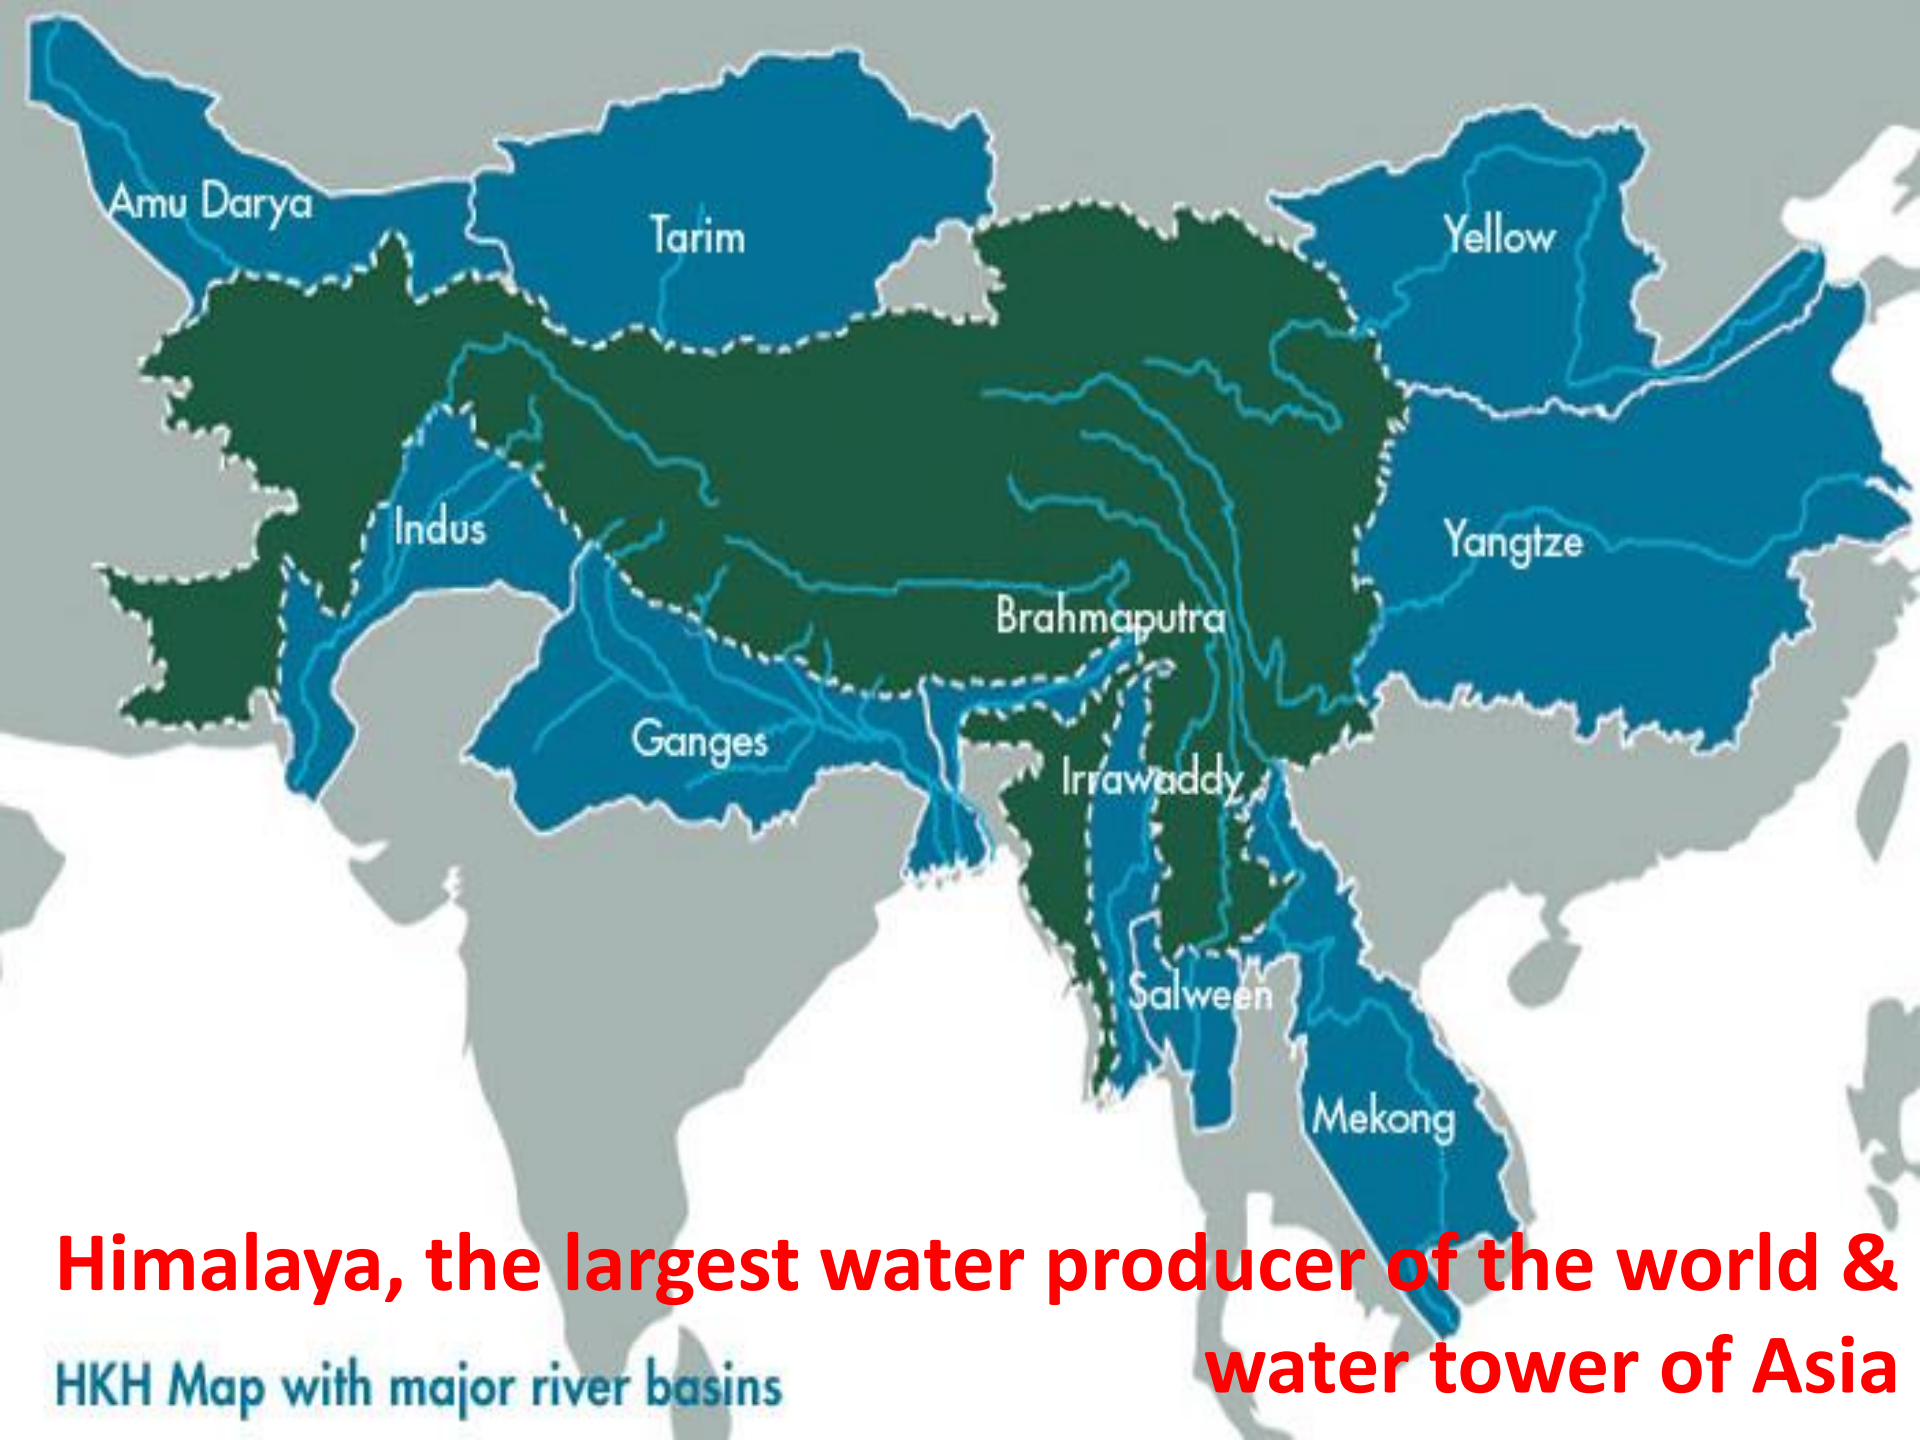 Amu Darya
Tarim
Yellow
Indus
Yangtze
Brahmaputra
Ganges
Irrawaddy
Salween
Mekong
Himalaya, the largest water producer of the world &
water tower of Asia
HKH Map with major river basins